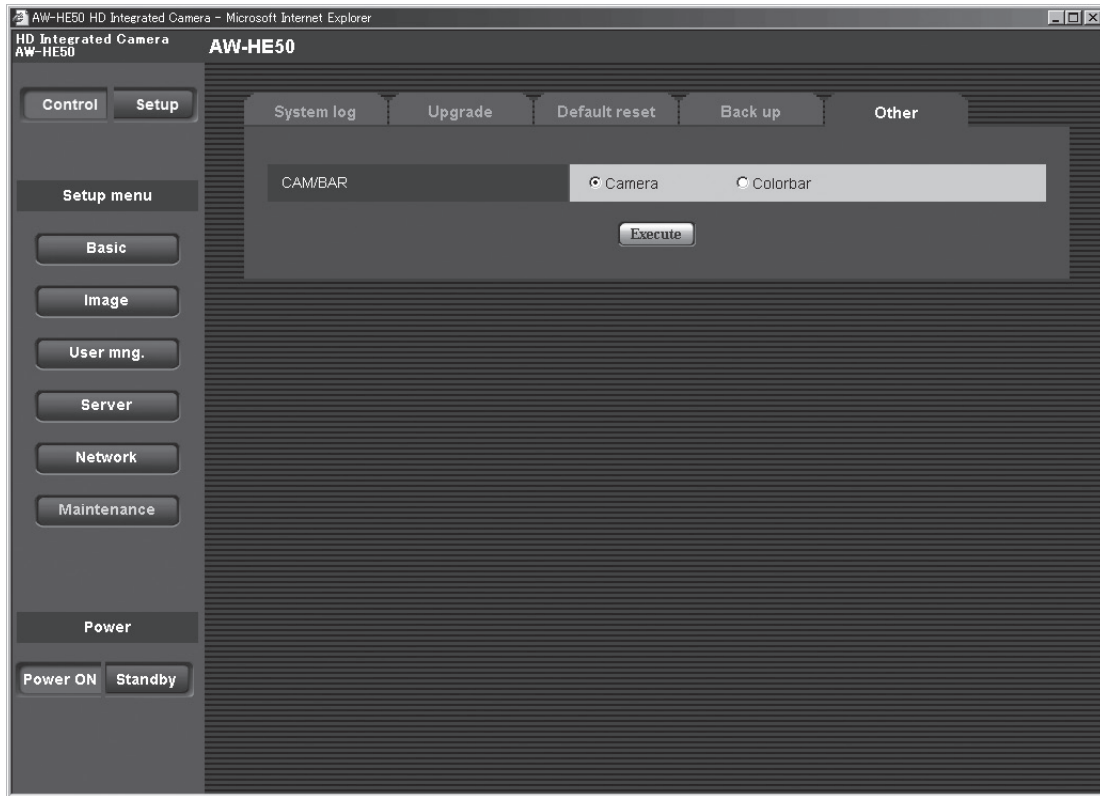 AW-HE50 HD Integrated Camera - Microsoft Internet Explorer
HD Integrated Camera
AW-HE50
AW-HE50
Control
Setup
System log
Upgrade
Default reset
Back up
Other
CAM/BAR
Camera
Colorbar
Execute
Setup menu
Basic
Image
User mng.
Server
Network
Maintenance
Power
Power ON
Standby